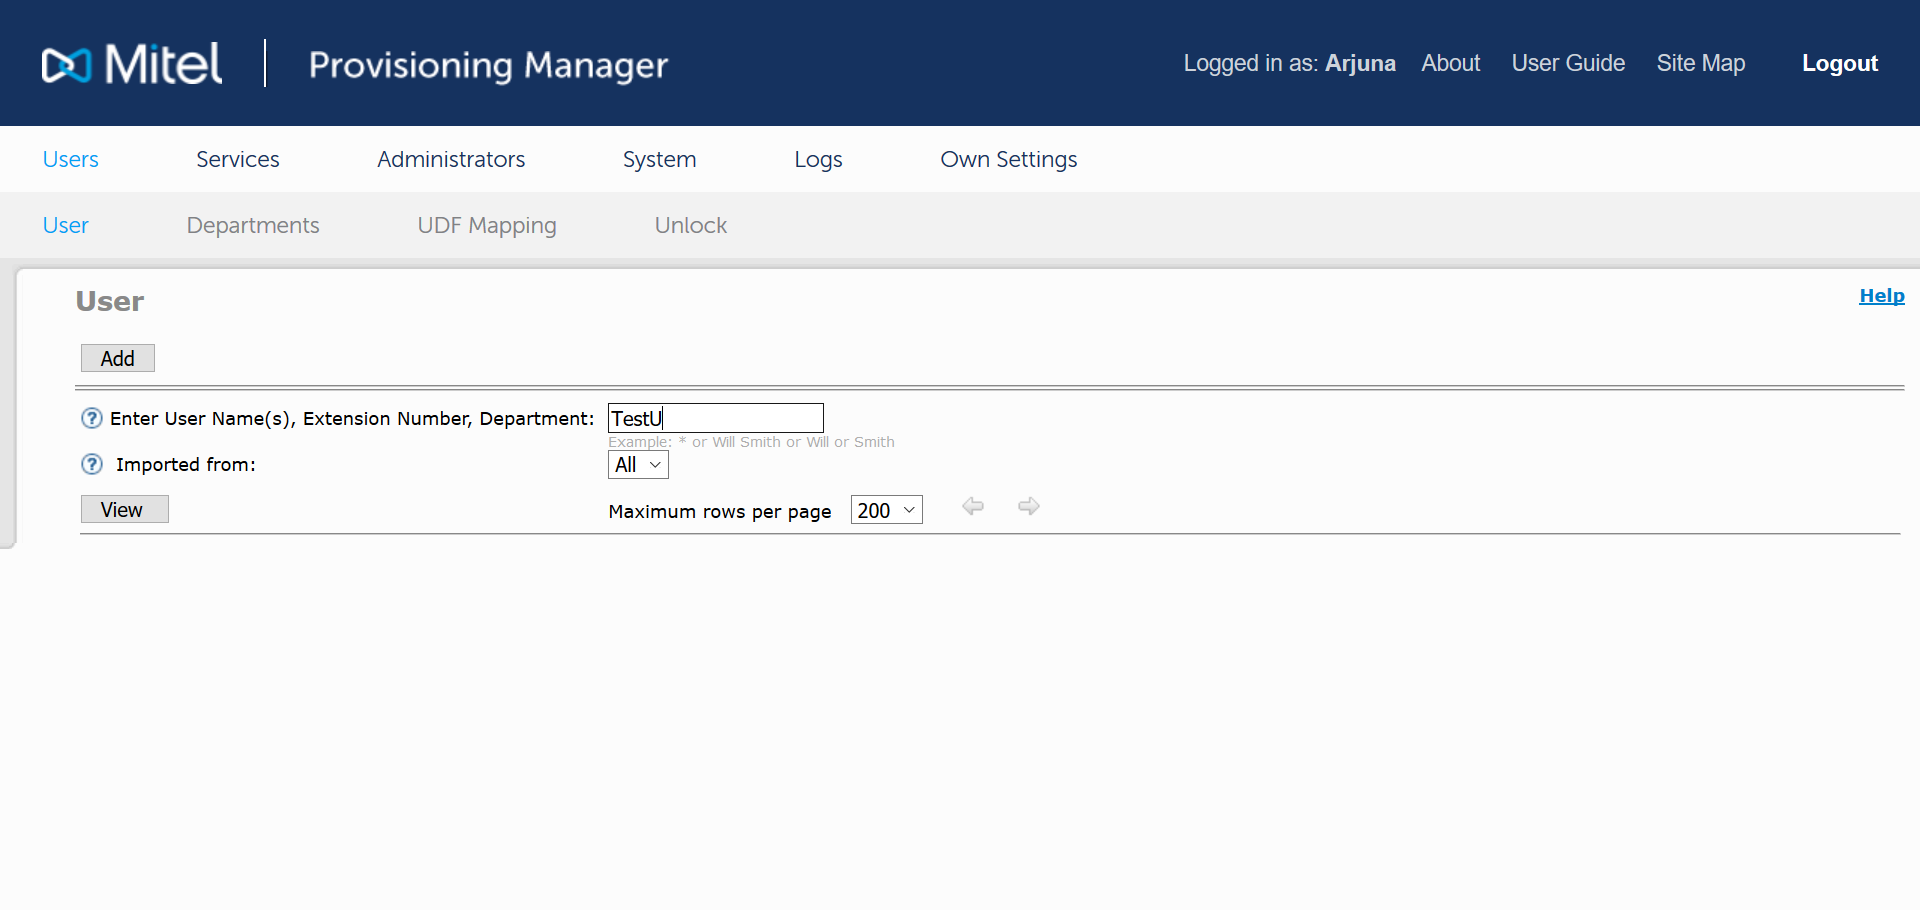 Mitel | Provisioning Manager
Logged in as: Arjuna About User Guide Site Map Logout
Users Services Administrators System Logs Own Settings
User Departments UDF Mapping Unlock
User Help
Add
? Enter User Name(s), Extension Number, Department: TestU
Example: * or Will Smith or Will or Smith
? Imported from: All
View Maximum rows per page 200